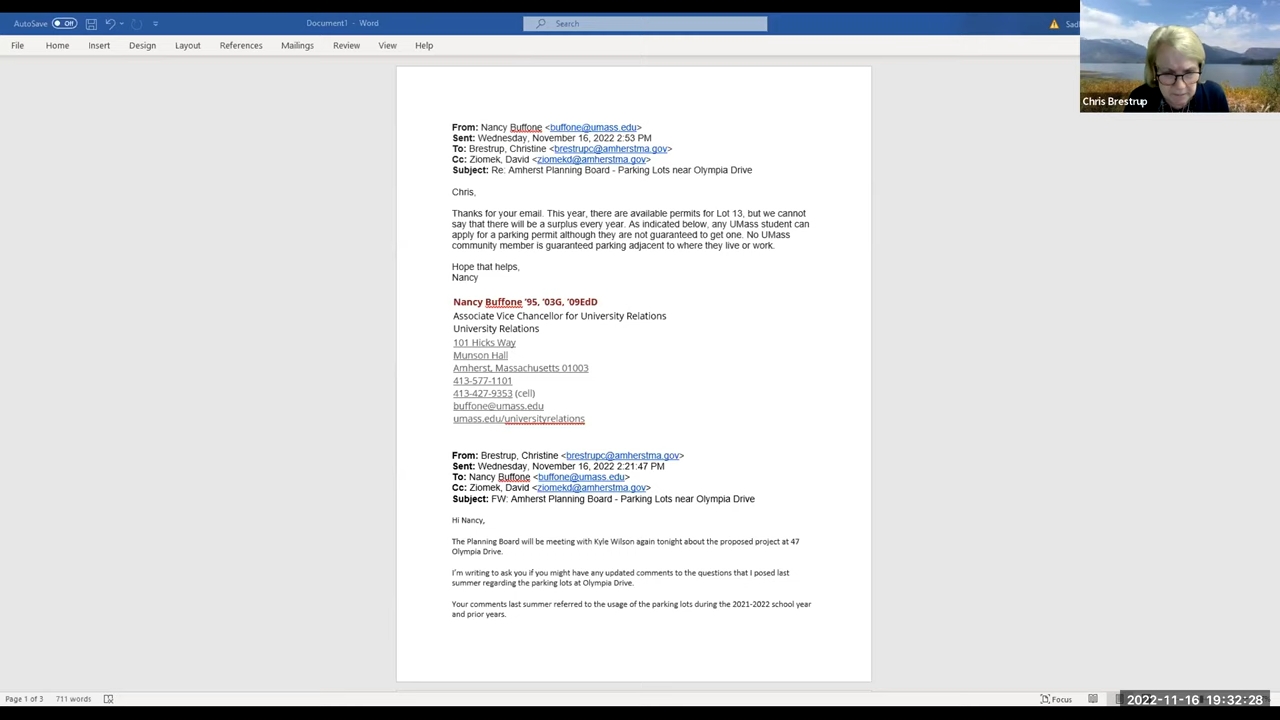 AutoSave Off
Document1 - Word
Search
File Home Insert Design Layout References Mailings Review View Help
Chris Brestrup
From: Nancy Buffone <buffone@umass.edu>
Sent: Wednesday, November 16, 2022 2:53 PM
To: Brestrup, Christine <brestrupc@amherstma.gov>
Cc: Ziomek, David <ziomekd@amherstma.gov>
Subject: Re: Amherst Planning Board - Parking Lots near Olympia Drive
Chris,
Thanks for your email. This year, there are available permits for Lot 13, but we cannot
say that there will be a surplus every year. As indicated below, any UMass student can
apply for a parking permit although they are not guaranteed to get one. No UMass
community member is guaranteed parking adjacent to where they live or work.
Hope that helps,
Nancy
Nancy Buffone '95, '03G, '09EdD
Associate Vice Chancellor for University Relations
University Relations
101 Hicks Way
Munson Hall
Amherst, Massachusetts 01003
413-577-1101
413-427-9353 (cell)
buffone@umass.edu
umass.edu/universityrelations
From: Brestrup, Christine <brestrupc@amherstma.gov>
Sent: Wednesday, November 16, 2022 2:21:47 PM
To: Nancy Buffone <buffone@umass.edu>
Cc: Ziomek, David <ziomekd@amherstma.gov>
Subject: FW: Amherst Planning Board - Parking Lots near Olympia Drive
Hi Nancy,
The Planning Board will be meeting with Kyle Wilson again tonight about the proposed project at 47
Olympia Drive.
I'm writing to ask you if you might have any updated comments to the questions that I posed last
summer regarding the parking lots at Olympia Drive.
Your comments last summer referred to the usage of the parking lots during the 2021-2022 school year
and prior years.
Page 1 of 3 711 words
Focus
2022-11-16 19:32:28